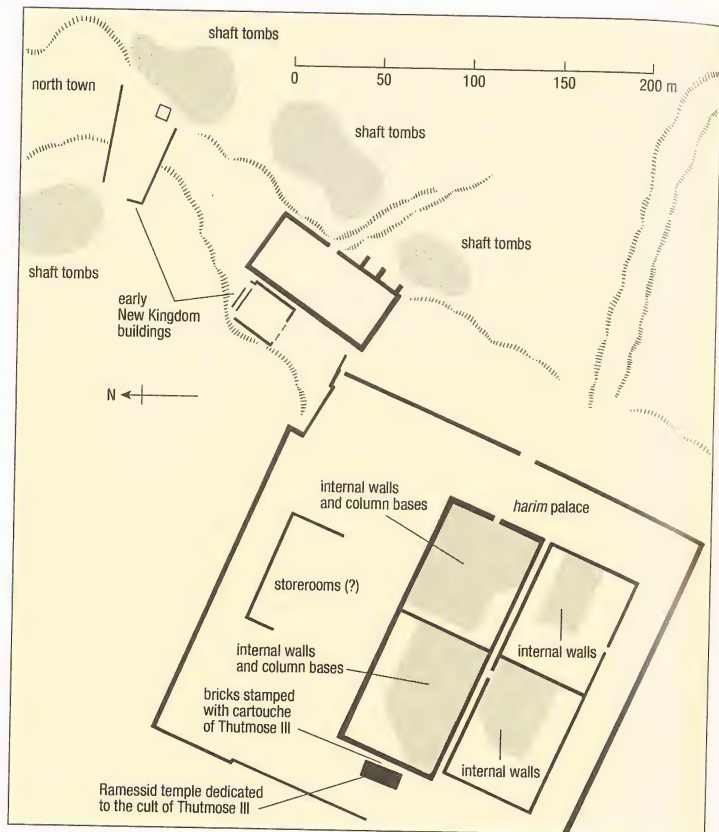 shaft tombs
0 50 100 150 200 m
north town
shaft tombs
shaft tombs
shaft tombs
early
New Kingdom
buildings
N
internal walls
and column bases
harim palace
storerooms (?)
internal walls
internal walls
and column bases
bricks stamped
with cartouche
of Thutmose III
internal walls
Ramessid temple dedicated
to the cult of Thutmose III